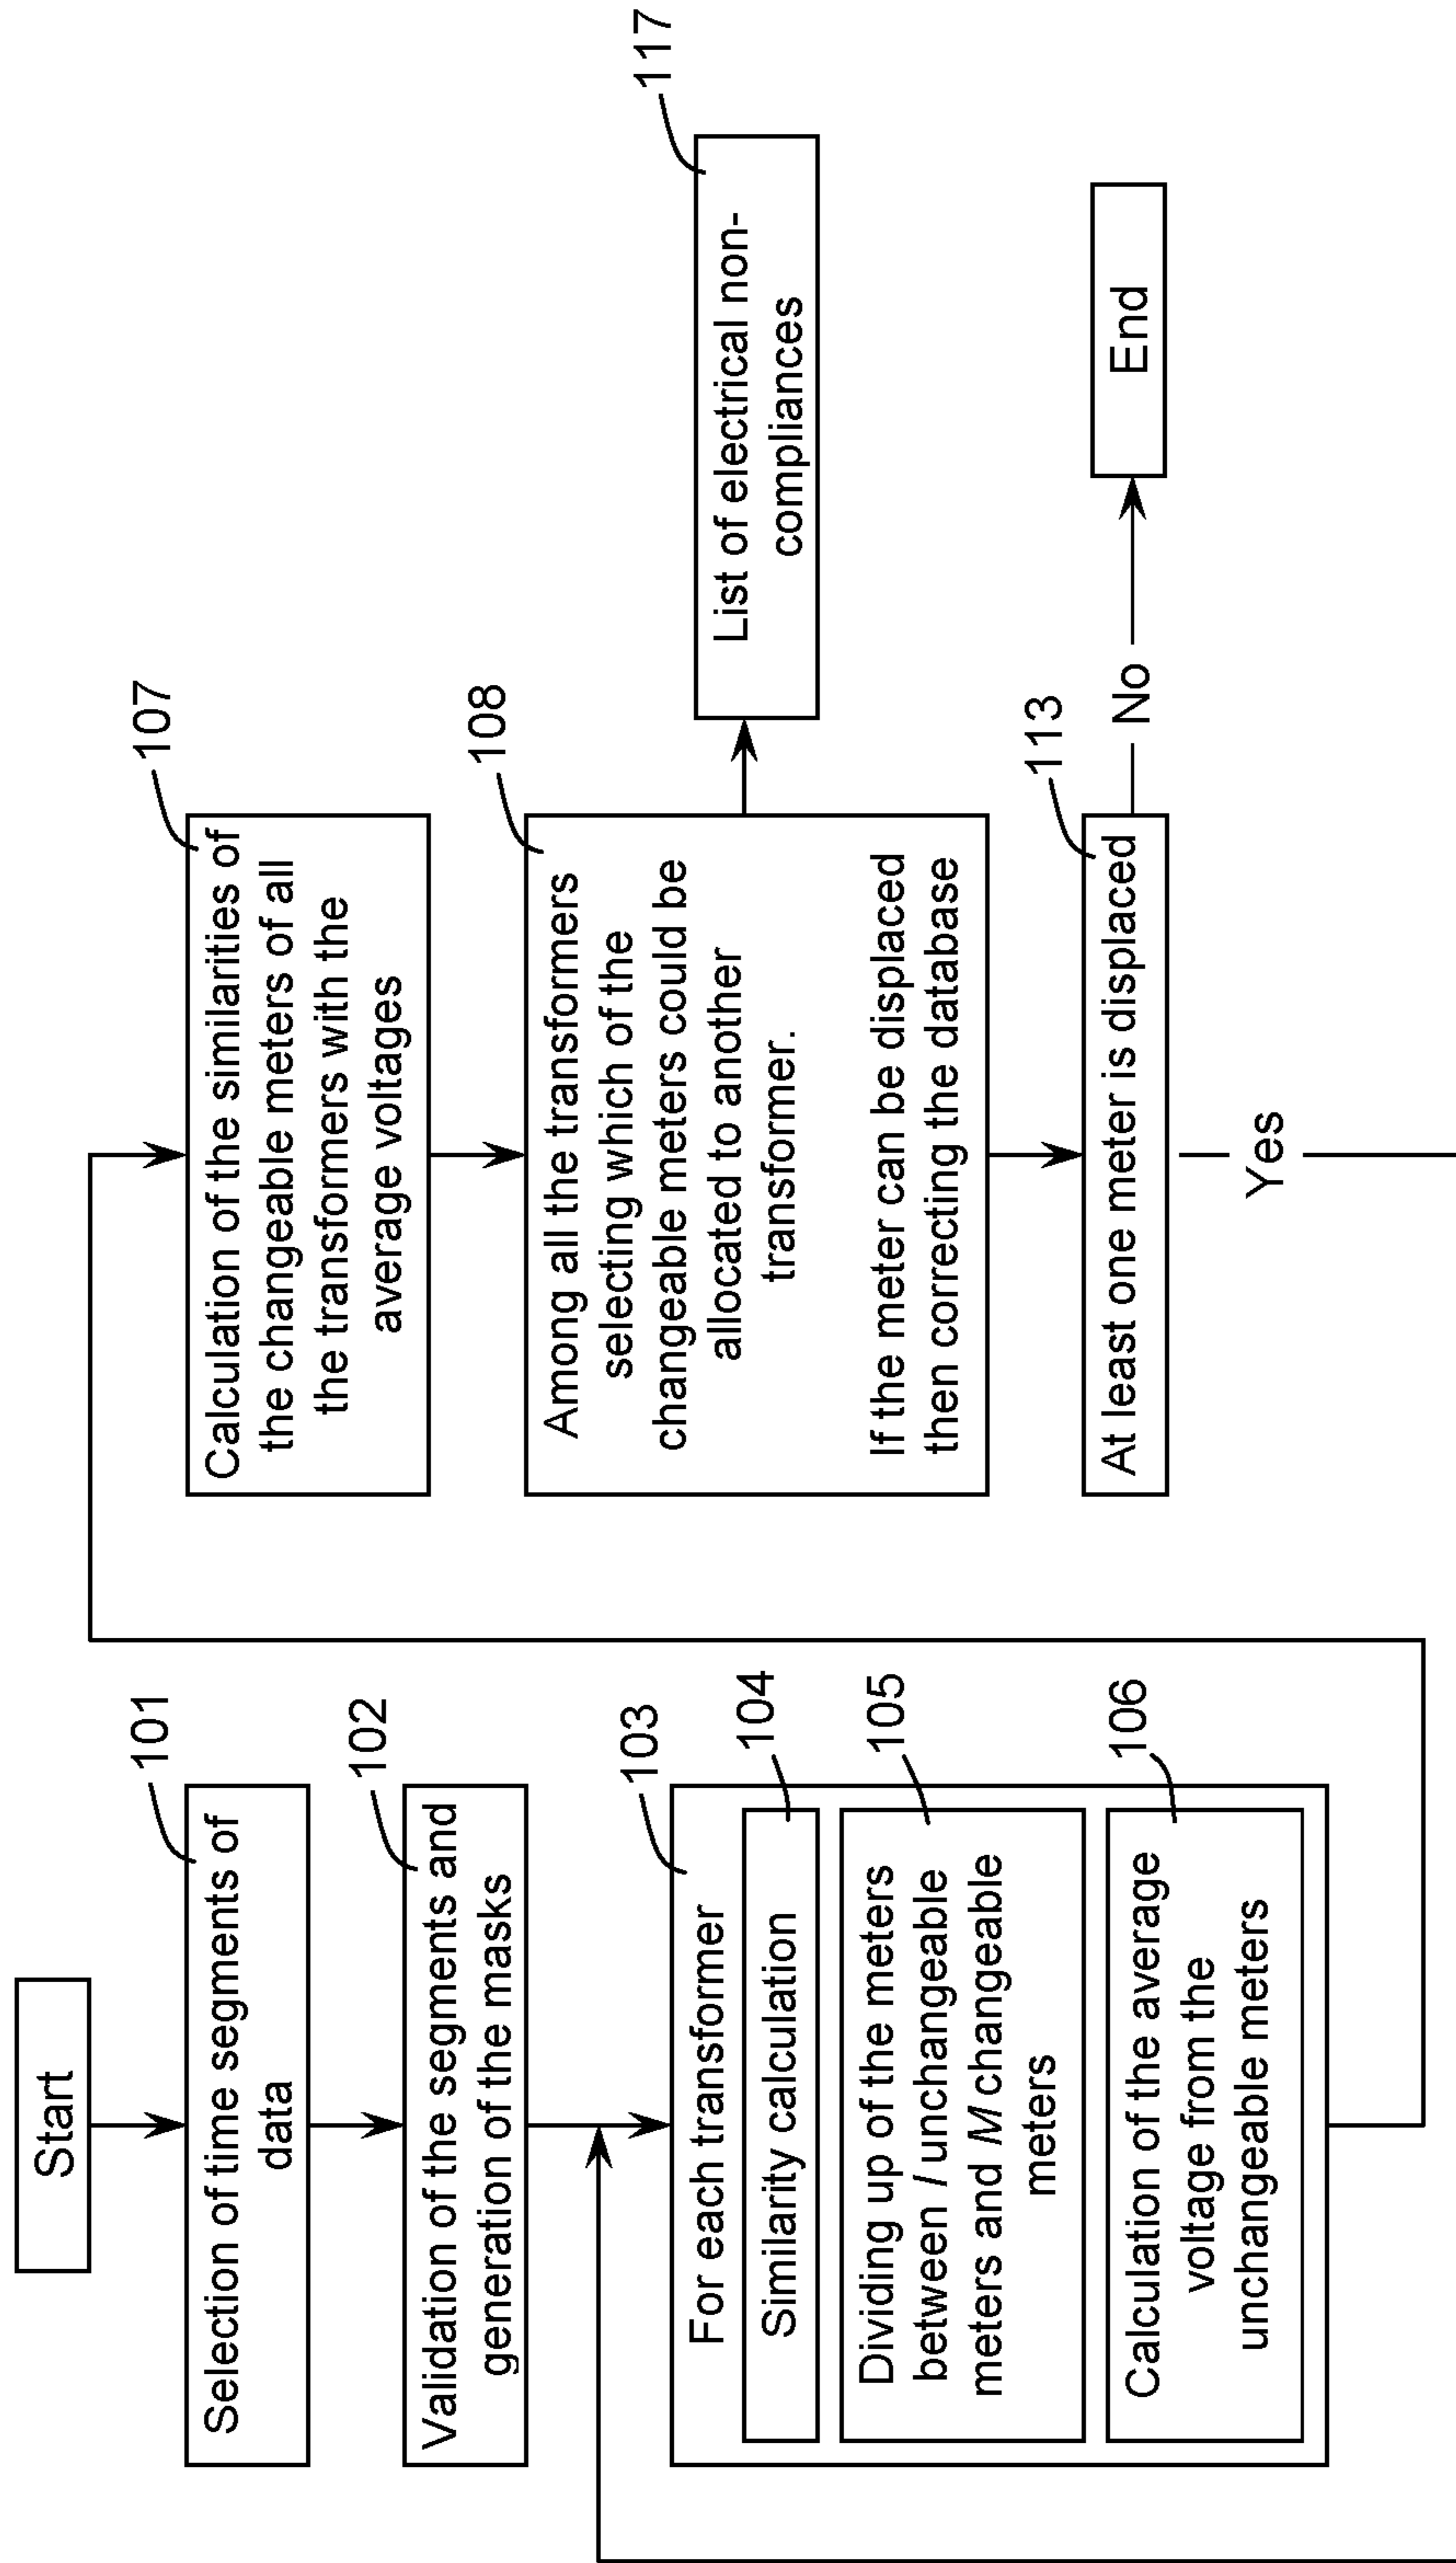 Start
101
Selection of time segments of
data
102
Validation of the segments and
generation of the masks
103
For each transformer
104
Similarity calculation
105
Dividing up of the meters
between I unchangeable
meters and M changeable
meters
106
Calculation of the average
voltage from the
unchangeable meters
107
Calculation of the similarities of
the changeable meters of all
the transformers with the
average voltages
108
Among all the transformers
selecting which of the
changeable meters could be
allocated to another
transformer.
If the meter can be displaced
then correcting the database
117
List of electrical non-
compliances
113
At least one meter is displaced
No
End
Yes